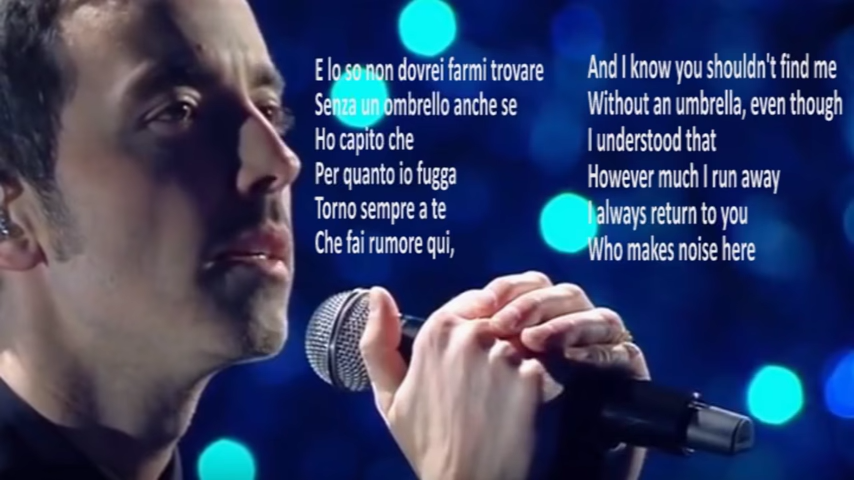 E lo so non dovrei farmi trovare
Senza un ombrello anche se
Ho capito che
Per quanto io fugga
Torno sempre a te
Che fai rumore qui,
And I know you shouldn't find me
Without an umbrella, even though
I understood that
However much I run away
I always return to you
Who makes noise here